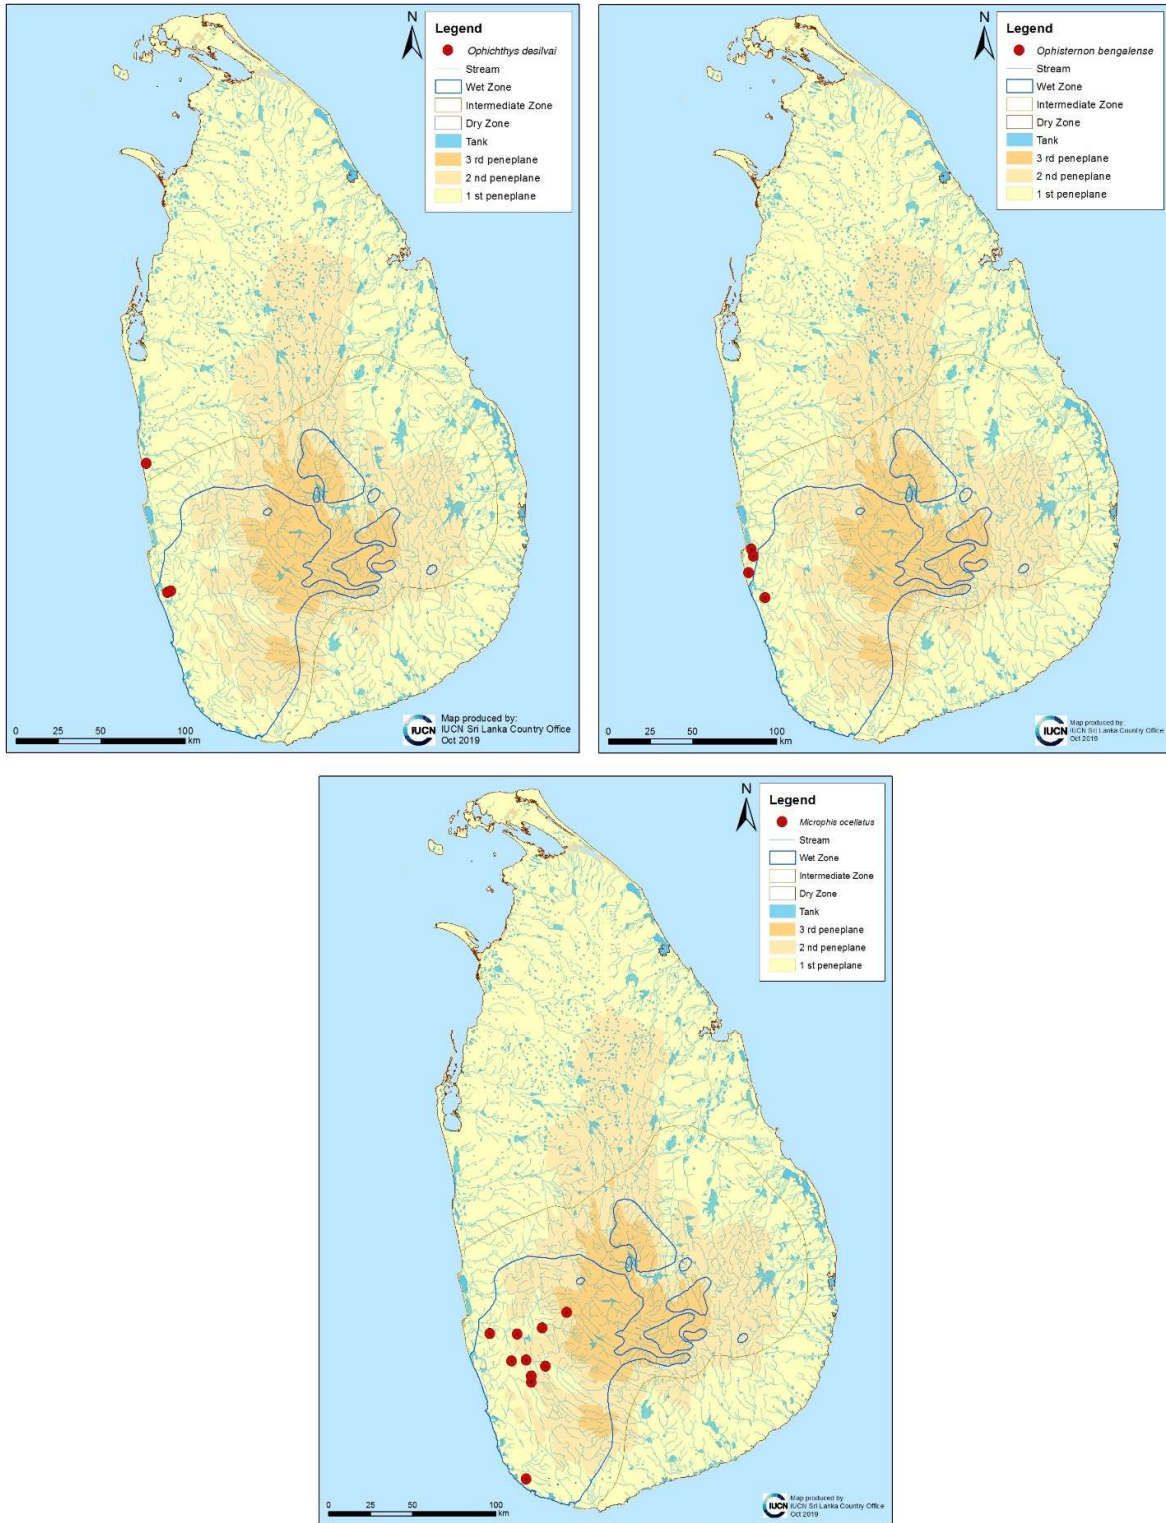 N
Legend
Ophichthys desilvai
Stream
Wet Zone
Intermediate Zone
Dry Zone
Tank
3 rd peneplane
2 nd peneplane
1 st peneplane
0 25 50 100
km
IUCN
Map produced by:
IUCN Sri Lanka Country Office
Oct 2019
N
Legend
Ophisternon bengalense
Stream
Wet Zone
Intermediate Zone
Dry Zone
Tank
3 rd peneplane
2 nd peneplane
1 st peneplane
0 25 50 100
km
IUCN
Map produced by:
IUCN Sri Lanka Country Office
Oct 2019
N
Legend
Microphis ocellatus
Stream
Wet Zone
Intermediate Zone
Dry Zone
Tank
3 rd peneplane
2 nd peneplane
1 st peneplane
0 25 50 100
km
IUCN
Map produced by:
IUCN Sri Lanka Country Office
Oct 2019